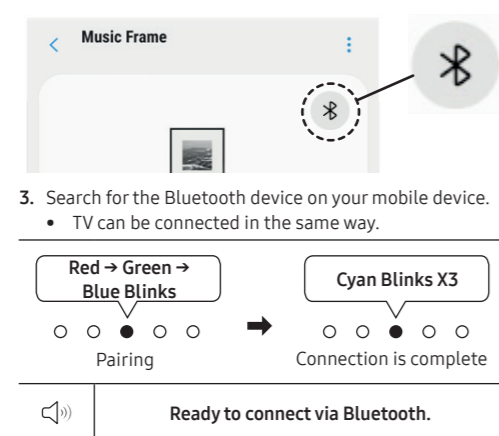 Music Frame
3. Search for the Bluetooth device on your mobile device.
• TV can be connected in the same way.
Red → Green →
Blue Blinks
Pairing
Cyan Blinks X3
Connection is complete
Ready to connect via Bluetooth.